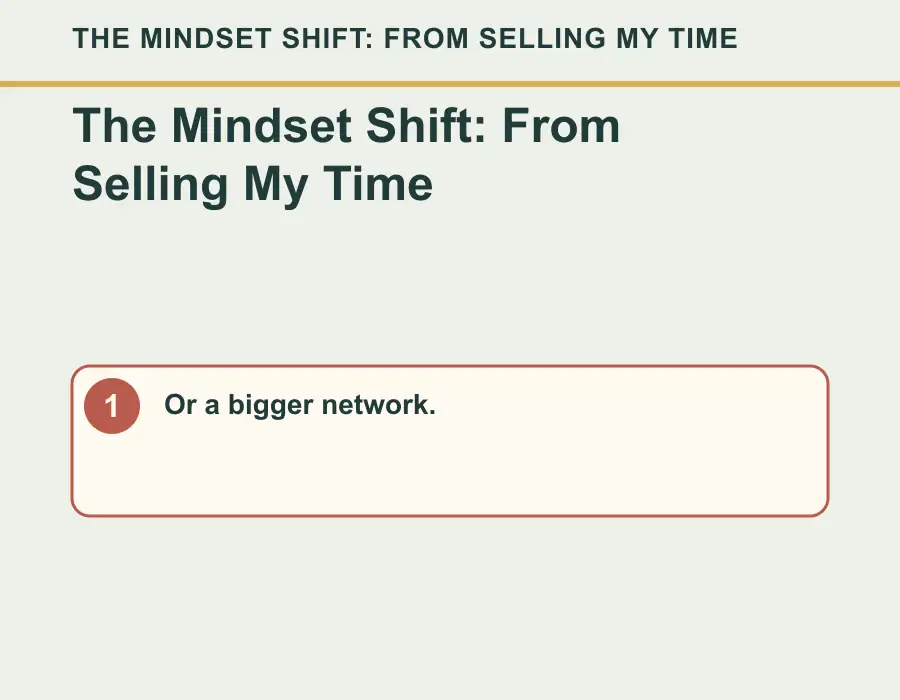 THE MINDSET SHIFT: FROM SELLING MY TIME
The Mindset Shift: From
Selling My Time
1 Or a bigger network.